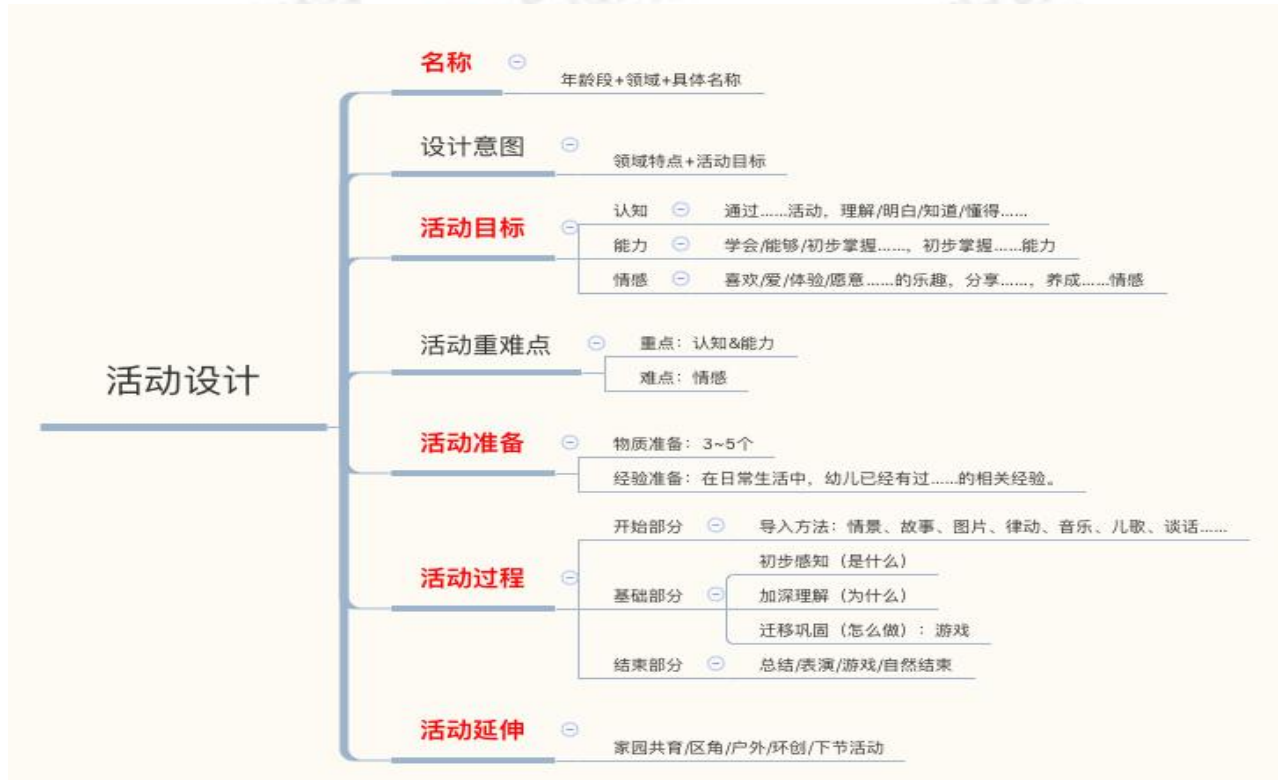 活动设计
名称
年龄段+领域+具体名称
设计意图
领域特点+活动目标
活动目标
认知 通过……活动，理解/明白/知道/懂得……
能力 学会/能够/初步掌握……，初步掌握……能力
情感 喜欢/爱/体验/愿意……的乐趣，分享……，养成……情感
活动重难点
重点：认知&能力
难点：情感
活动准备
物质准备：3~5个
经验准备：在日常生活中，幼儿已经有过……的相关经验。
活动过程
开始部分 导入方法：情景、故事、图片、律动、音乐、儿歌、谈话……
基础部分
初步感知（是什么）
加深理解（为什么）
迁移巩固（怎么做）：游戏
结束部分 总结/表演/游戏/自然结束
活动延伸
家园共育/区角/户外/环创/下节活动